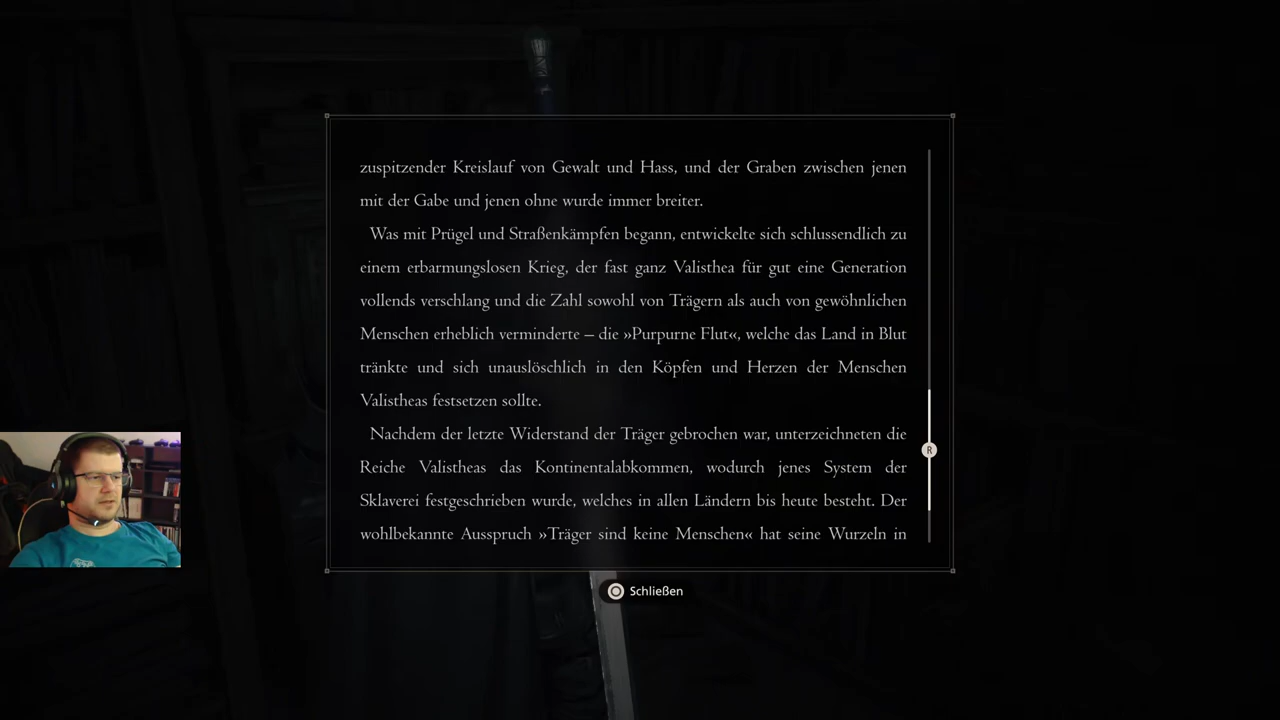 zuspitzender Kreislauf von Gewalt und Hass, und der Graben zwischen jenen
mit der Gabe und jenen ohne wurde immer breiter.
Was mit Prügel und Straßenkämpfen begann, entwickelte sich schlussendlich zu
einem erbarmungslosen Krieg, der fast ganz Valisthea für gut eine Generation
vollends verschlang und die Zahl sowohl von Trägern als auch von gewöhnlichen
Menschen erheblich verminderte – die »Purpurne Flut«, welche das Land in Blut
tränkte und sich unauslöschlich in den Köpfen und Herzen der Menschen
Valistheas festsetzen sollte.
Nachdem der letzte Widerstand der Träger gebrochen war, unterzeichneten die
Reiche Valistheas das Kontinentalabkommen, wodurch jenes System der
Sklaverei festgeschrieben wurde, welches in allen Ländern bis heute besteht. Der
wohlbekannte Ausspruch »Träger sind keine Menschen« hat seine Wurzeln in
R
Schließen